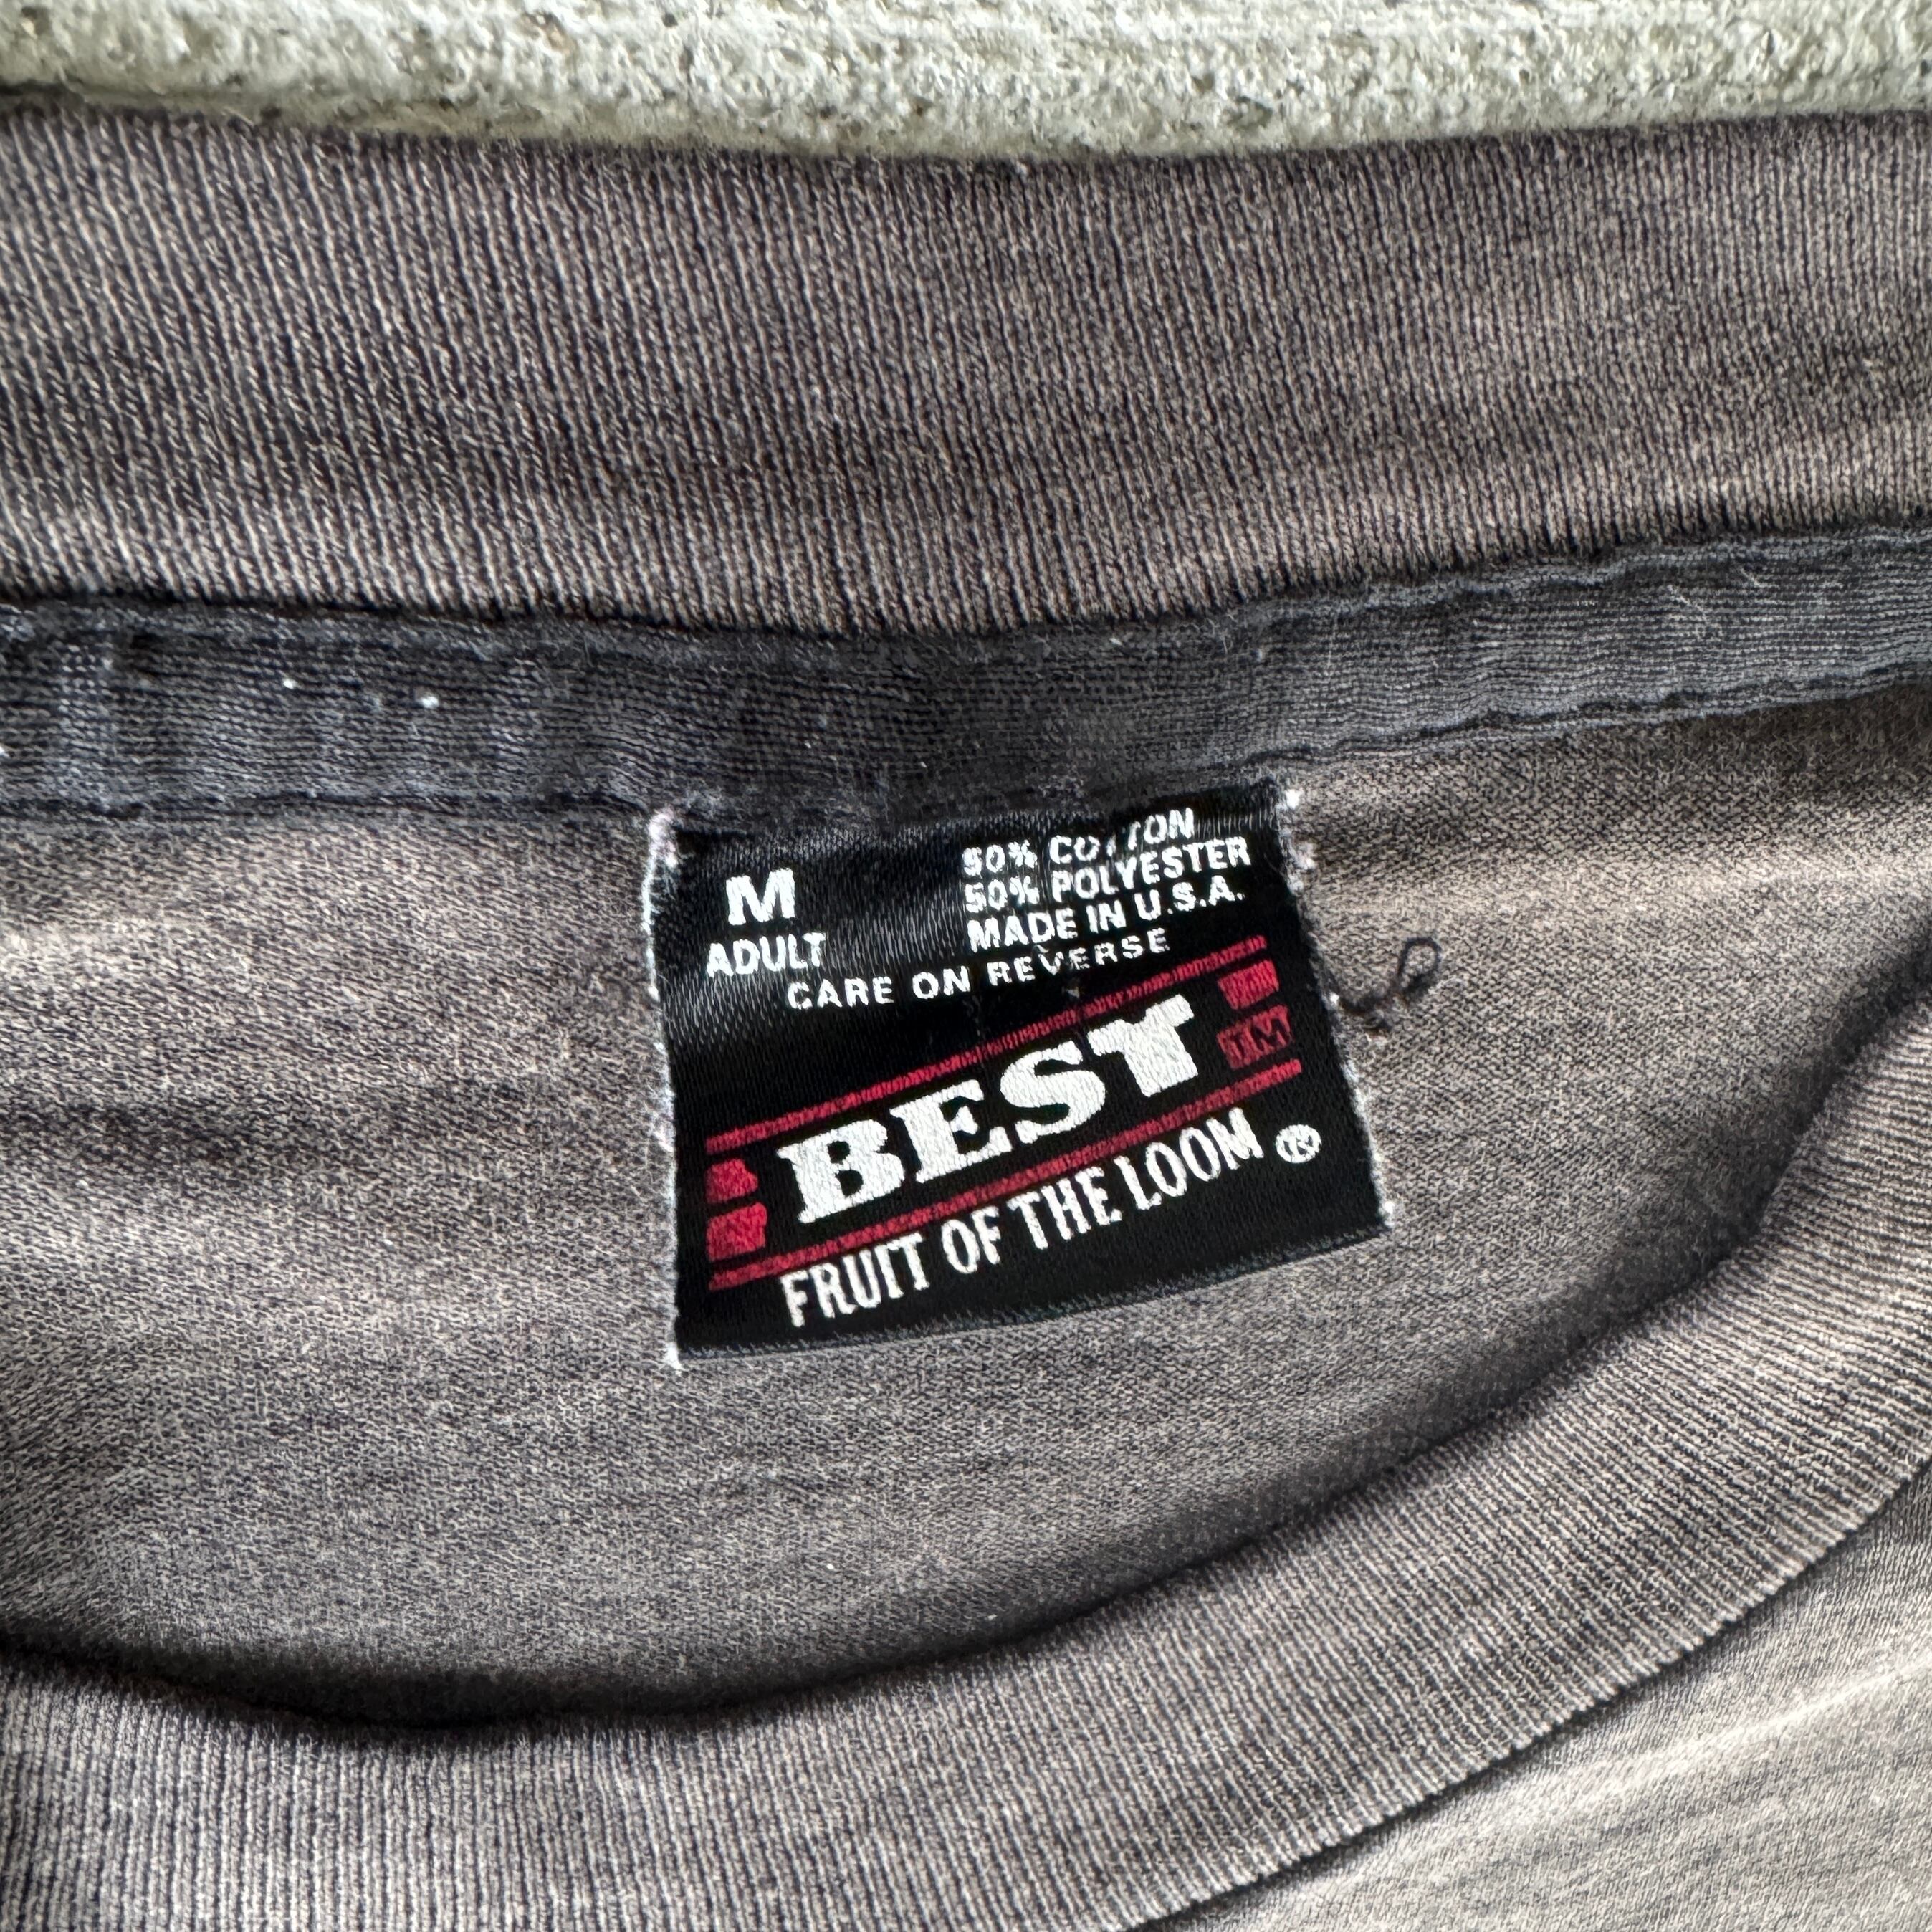 M
ADULT
50% COTTON
50% POLYESTER
MADE IN U.S.A.
CARE ON REVERSE
BEST TM
FRUIT OF THE LOOM ®